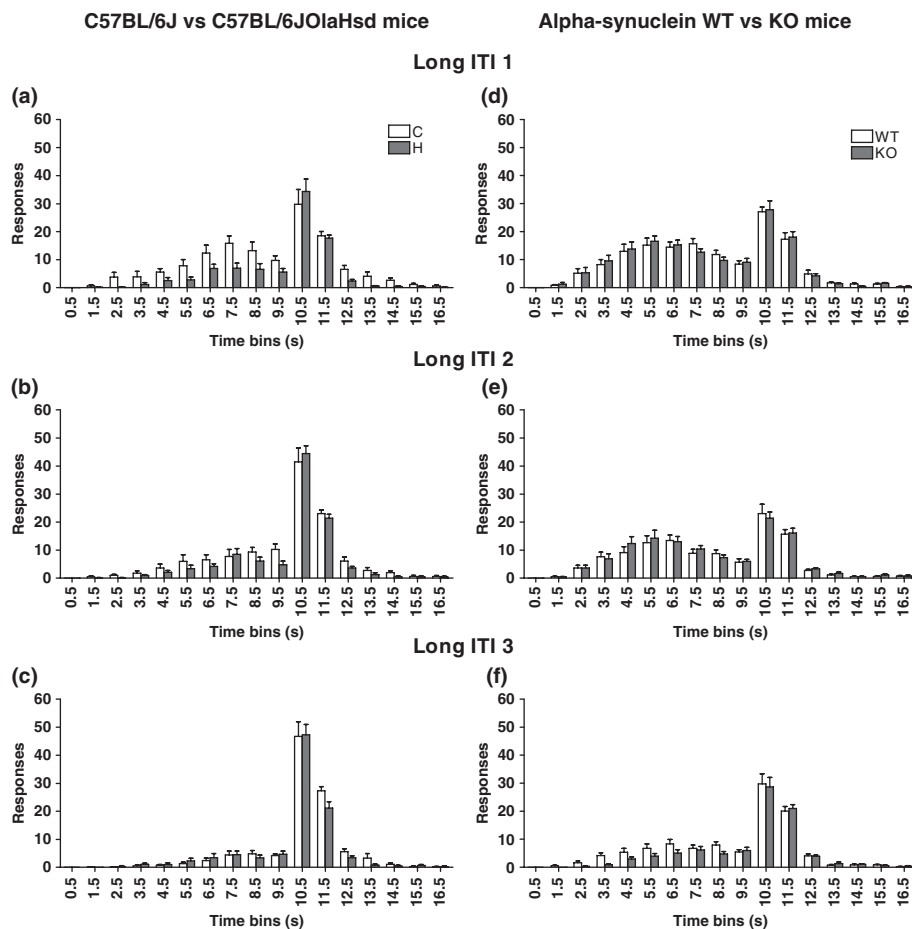 C57BL/6J vs C57BL/6JOlaHsd mice
Alpha-synuclein WT vs KO mice
Long ITI 1
(a)
60
50
40
30
20
10
0
Responses
C
H
0.5 1.5 2.5 3.5 4.5 5.5 6.5 7.5 8.5 9.5 10.5 11.5 12.5 13.5 14.5 15.5 16.5
Time bins (s)
(d)
60
50
40
30
20
10
0
Responses
WT
KO
0.5 1.5 2.5 3.5 4.5 5.5 6.5 7.5 8.5 9.5 10.5 11.5 12.5 13.5 14.5 15.5 16.5
Time bins (s)
Long ITI 2
(b)
60
50
40
30
20
10
0
Responses
0.5 1.5 2.5 3.5 4.5 5.5 6.5 7.5 8.5 9.5 10.5 11.5 12.5 13.5 14.5 15.5 16.5
Time bins (s)
(e)
60
50
40
30
20
10
0
Responses
0.5 1.5 2.5 3.5 4.5 5.5 6.5 7.5 8.5 9.5 10.5 11.5 12.5 13.5 14.5 15.5 16.5
Time bins (s)
Long ITI 3
(c)
60
50
40
30
20
10
0
Responses
0.5 1.5 2.5 3.5 4.5 5.5 6.5 7.5 8.5 9.5 10.5 11.5 12.5 13.5 14.5 15.5 16.5
Time bins (s)
(f)
60
50
40
30
20
10
0
Responses
0.5 1.5 2.5 3.5 4.5 5.5 6.5 7.5 8.5 9.5 10.5 11.5 12.5 13.5 14.5 15.5 16.5
Time bins (s)